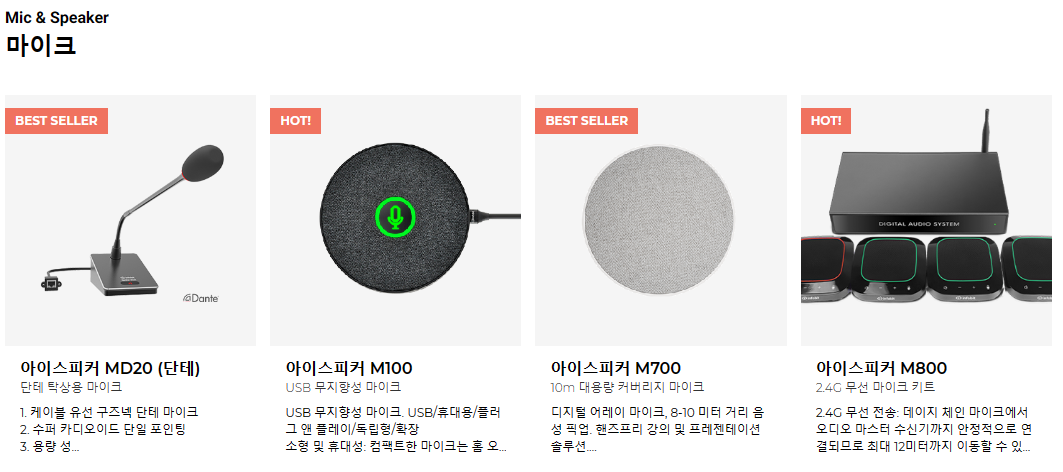 Mic & Speaker
마이크
BEST SELLER
HOT!
BEST SELLER
HOT!
Dante
DIGITAL AUDIO SYSTEM
아이스피커 MD20 (단테)
단테 탁상용 마이크
1. 케이블 유선 구즈넥 단테 마이크
2. 수퍼 카디오이드 단일 포인팅
3. 용량 성...
아이스피커 M100
USB 무지향성 마이크
USB 무지향성 마이크. USB/휴대용/플러
그 앤 플레이/독립형/확장
소형 및 휴대성: 컴팩트한 마이크는 홈 오...
아이스피커 M700
10m 대용량 커버리지 마이크
디지털 어레이 마이크, 8-10 미터 거리 음
성 픽업. 핸즈프리 강의 및 프레젠테이션
솔루션....
아이스피커 M800
2.4G 무선 마이크 키트
2.4G 무선 전송: 데이지 체인 마이크에서
오디오 마스터 수신기까지 안정적으로 연
결되므로 최대 12미터까지 이동할 수 있...